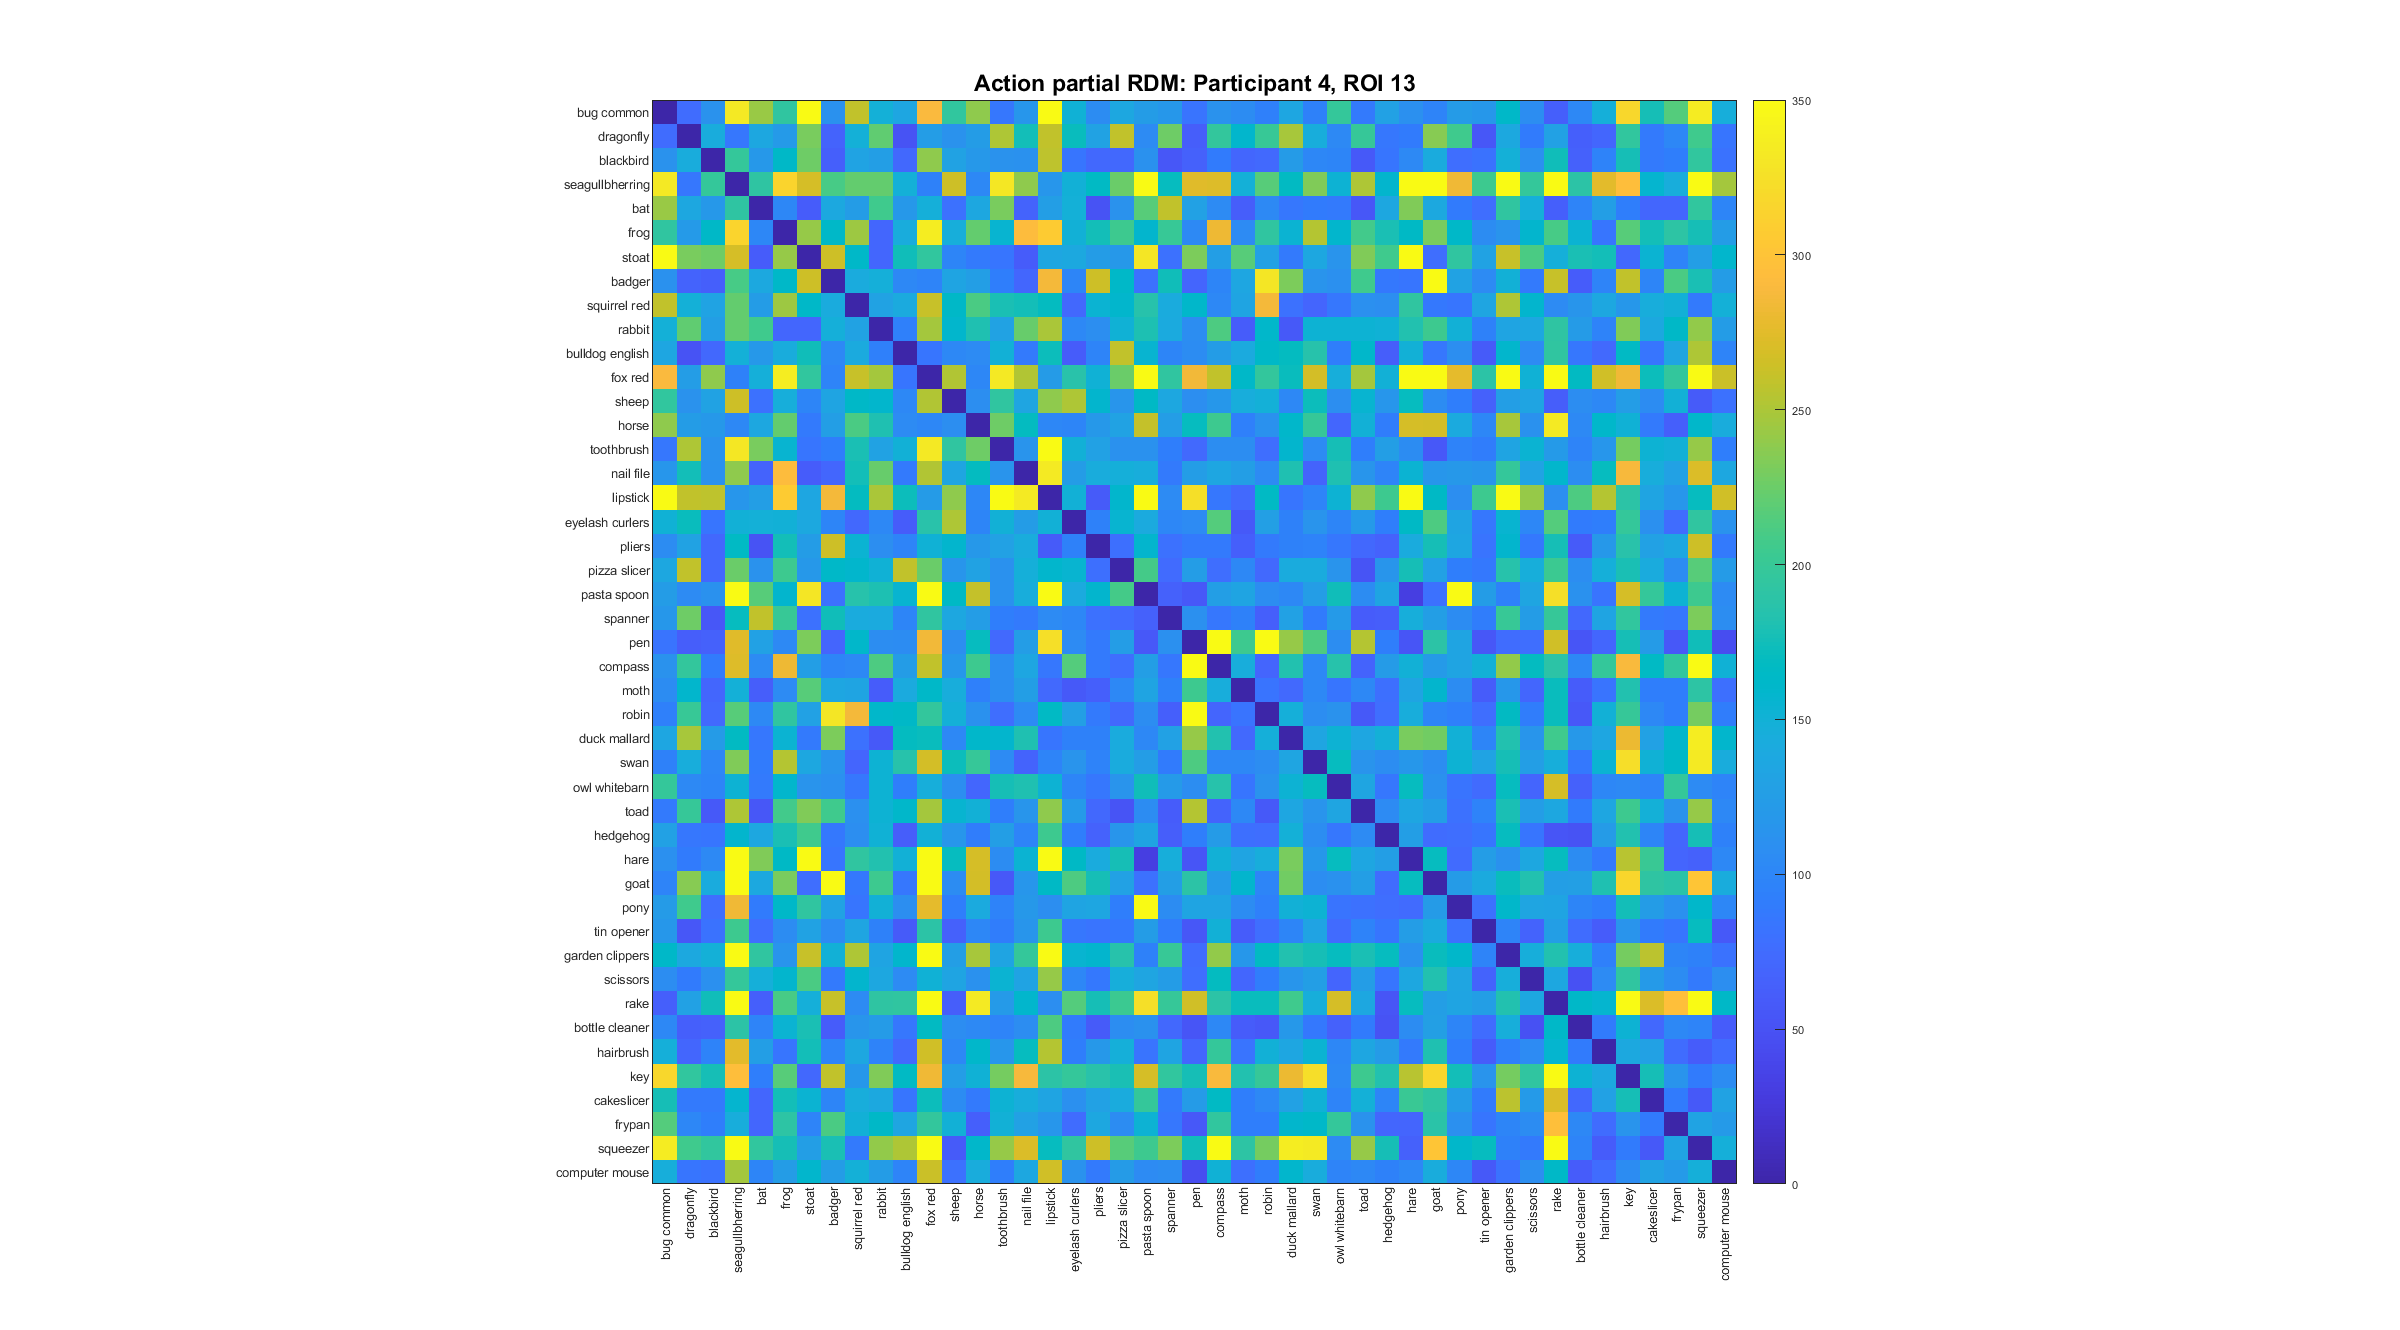 Action partial RDM: Participant 4, ROI 13
bug common
dragonfly
blackbird
seagullbherring
bat
frog
stoat
badger
squirrel red
rabbit
bulldog english
fox red
sheep
horse
toothbrush
nail file
lipstick
eyelash curlers
pliers
pizza slicer
pasta spoon
spanner
pen
compass
moth
robin
duck mallard
swan
owl whitebarn
toad
hedgehog
hare
goat
pony
tin opener
garden clippers
scissors
rake
bottle cleaner
hairbrush
key
cakeslicer
frypan
squeezer
computer mouse
bug common
dragonfly
blackbird
seagullbherring
bat
frog
stoat
badger
squirrel red
rabbit
bulldog english
fox red
sheep
horse
toothbrush
nail file
lipstick
eyelash curlers
pliers
pizza slicer
pasta spoon
spanner
pen
compass
moth
robin
duck mallard
swan
owl whitebarn
toad
hedgehog
hare
goat
pony
tin opener
garden clippers
scissors
rake
bottle cleaner
hairbrush
key
cakeslicer
frypan
squeezer
computer mouse
350
300
250
200
150
100
50
0